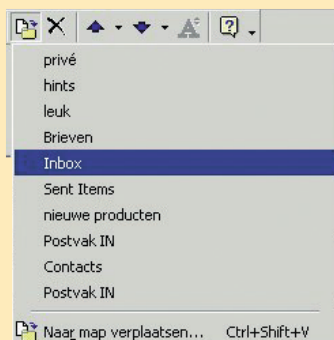 privé
hints
leuk
Brieven
Inbox
Sent Items
nieuwe producten
Postvak IN
Contacts
Postvak IN
Naar map verplaatsen... Ctrl+Shift+V